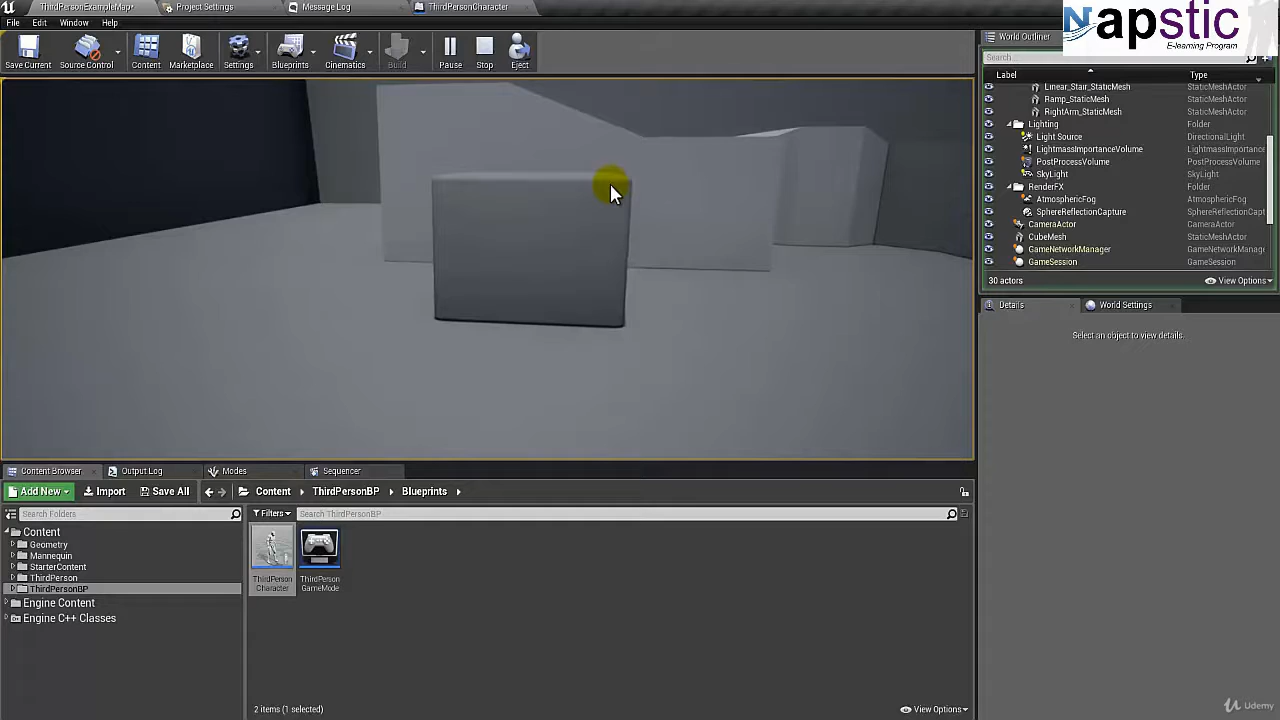 ThirdPersonExampleMap*
Project Settings
Message Log
ThirdPersonCharacter
Napstic
E-learning Program
File Edit Window Help
Save Current
Source Control
Content
Marketplace
Settings
Blueprints
Cinematics
Build
Pause
Stop
Eject
World Outliner
Search...
Label Type
Linear_Stair_StaticMesh StaticMeshActor
Ramp_StaticMesh StaticMeshActor
RightArm_StaticMesh StaticMeshActor
Lighting Folder
Light Source DirectionalLight
LightmassImportanceVolume LightmassImportance
PostProcessVolume PostProcessVolume
SkyLight SkyLight
RenderFX Folder
AtmosphericFog AtmosphericFog
SphereReflectionCapture SphereReflectionCapt
CameraActor CameraActor
CubeMesh StaticMeshActor
GameNetworkManager GameNetworkManag
GameSession GameSession
30 actors
View Options
Details
World Settings
Select an object to view details.
Content Browser
Output Log
Modes
Sequencer
Add New
Import
Save All
Content
ThirdPersonBP
Blueprints
Search Folders
Filters
Search ThirdPersonBP
Content
Geometry
Mannequin
StarterContent
ThirdPerson
ThirdPersonBP
Engine Content
Engine C++ Classes
ThirdPerson
Character
ThirdPerson
GameMode
2 items (1 selected)
View Options
Udemy